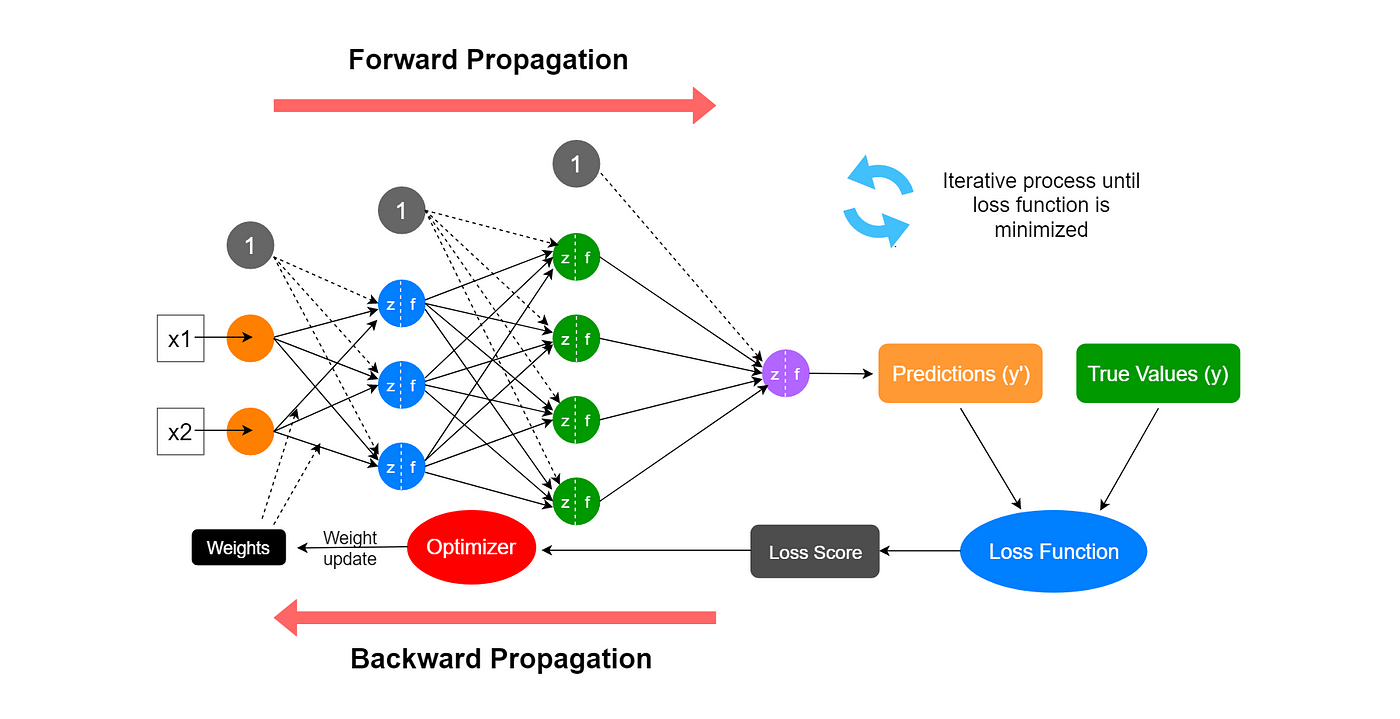 Forward Propagation
1
1
1
Iterative process until
loss function is
minimized
z f
z f
z f
z f
z f
z f
z f
z f
x1
x2
Predictions (y')
True Values (y)
Weights
Weight
update
Optimizer
Loss Score
Loss Function
Backward Propagation